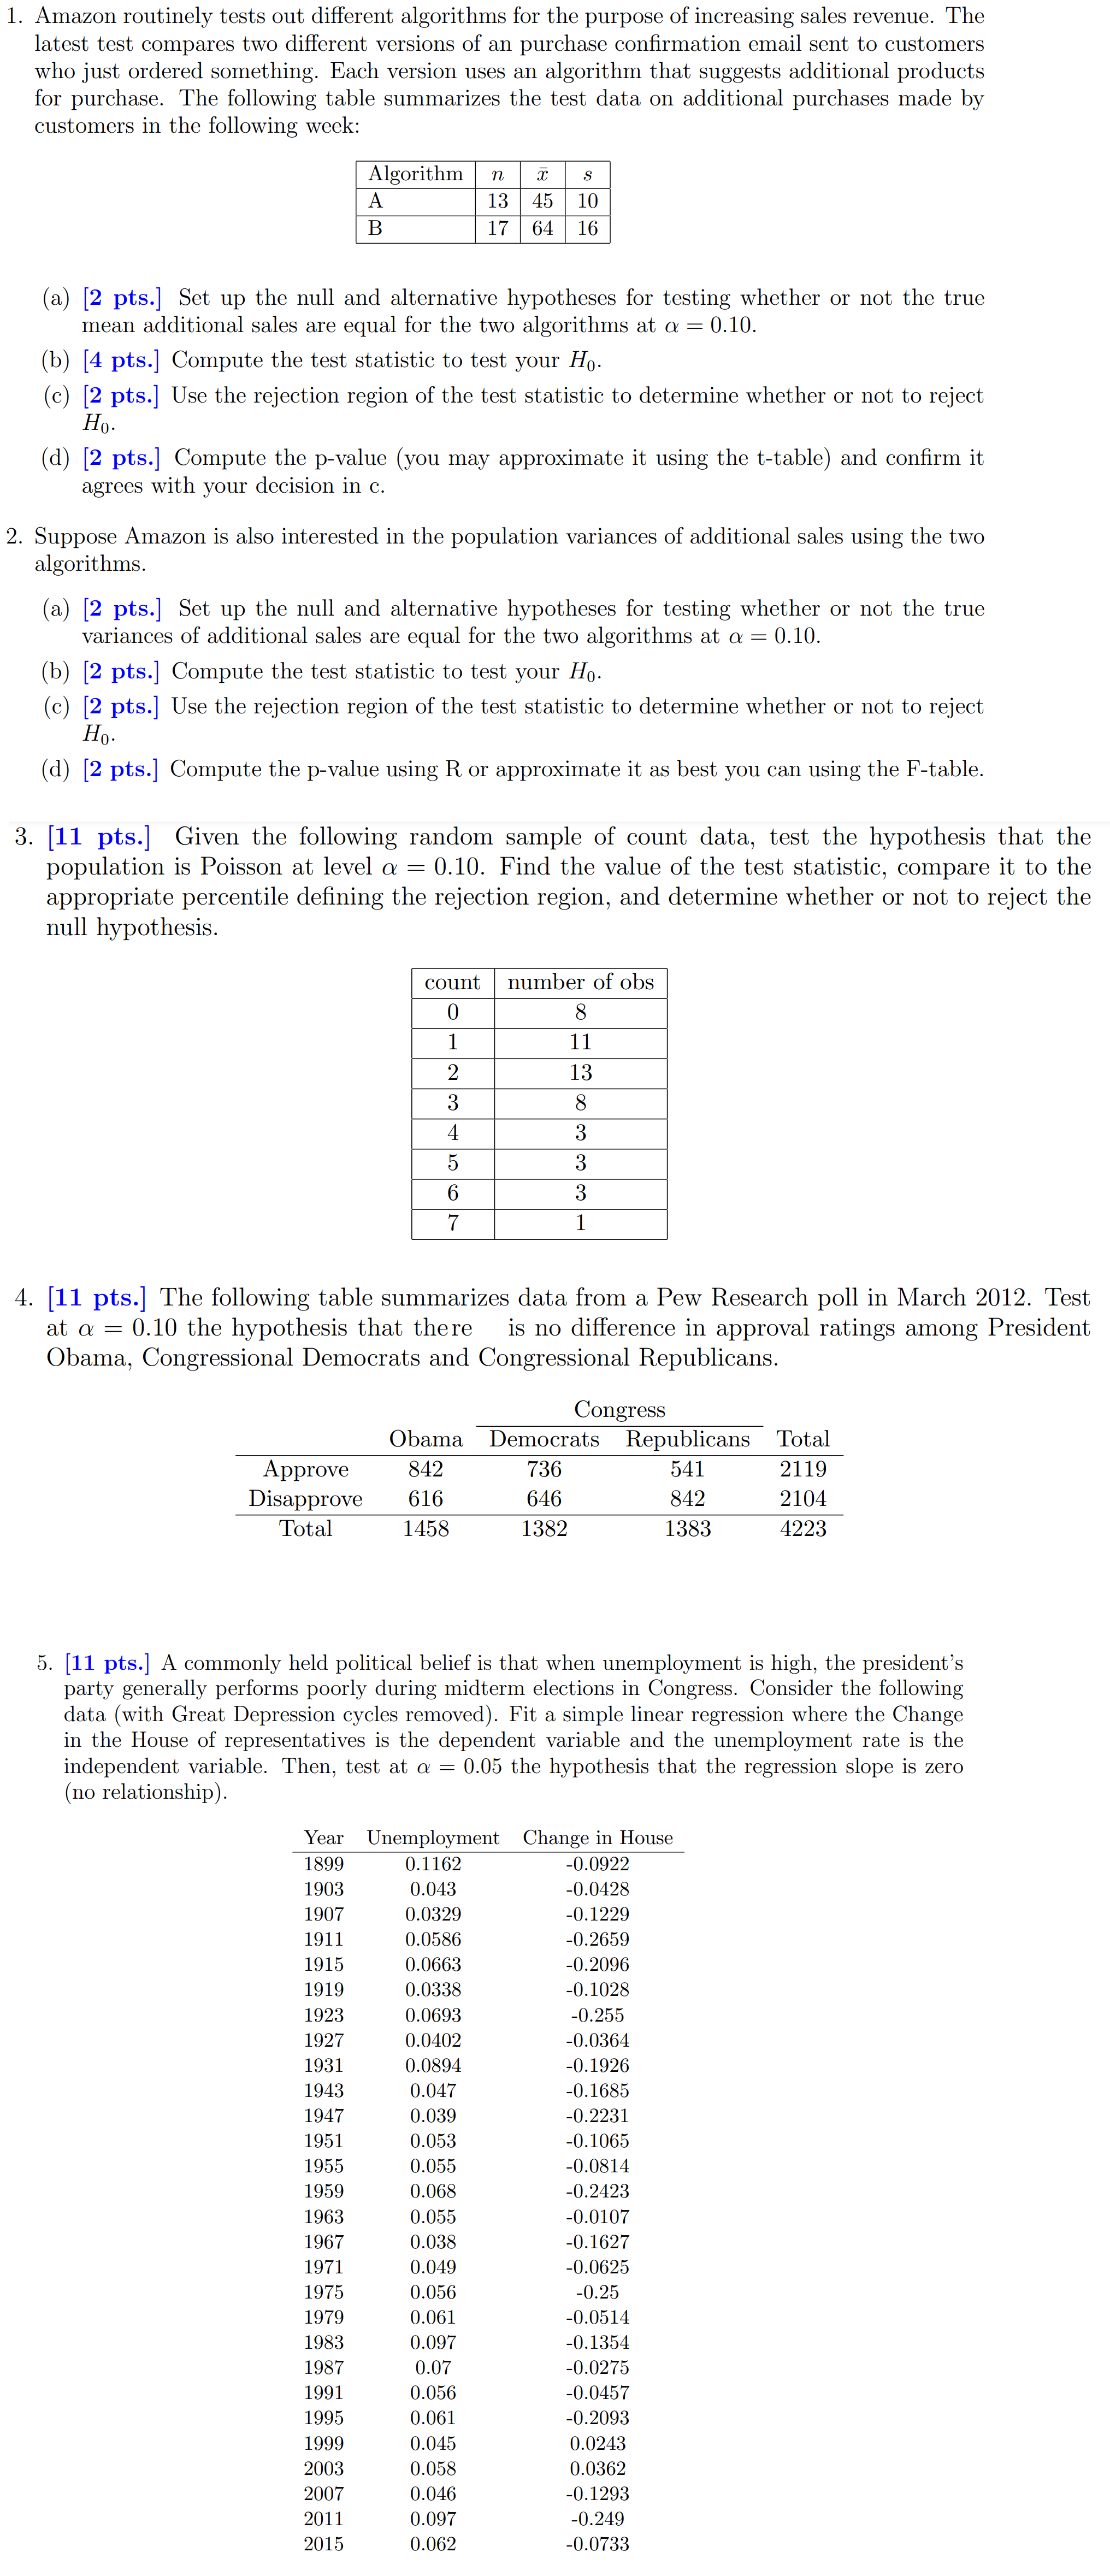 1. Amazon routinely tests out different algorithms for the purpose of increasing sales revenue. The
latest test compares two different versions of an purchase confirmation email sent to customers
who just ordered something. Each version uses an algorithm that suggests additional products
for purchase. The following table summarizes the test data on additional purchases made by
customers in the following week:
Algorithm n x̄ s
A 13 45 10
B 17 64 16
(a) [2 pts.] Set up the null and alternative hypotheses for testing whether or not the true
mean additional sales are equal for the two algorithms at α = 0.10.
(b) [4 pts.] Compute the test statistic to test your H₀.
(c) [2 pts.] Use the rejection region of the test statistic to determine whether or not to reject
H₀.
(d) [2 pts.] Compute the p-value (you may approximate it using the t-table) and confirm it
agrees with your decision in c.
2. Suppose Amazon is also interested in the population variances of additional sales using the two
algorithms.
(a) [2 pts.] Set up the null and alternative hypotheses for testing whether or not the true
variances of additional sales are equal for the two algorithms at α = 0.10.
(b) [2 pts.] Compute the test statistic to test your H₀.
(c) [2 pts.] Use the rejection region of the test statistic to determine whether or not to reject
H₀.
(d) [2 pts.] Compute the p-value using R or approximate it as best you can using the F-table.
3. [11 pts.] Given the following random sample of count data, test the hypothesis that the
population is Poisson at level α = 0.10. Find the value of the test statistic, compare it to the
appropriate percentile defining the rejection region, and determine whether or not to reject the
null hypothesis.
count number of obs
0 8
1 11
2 13
3 8
4 3
5 3
6 3
7 1
4. [11 pts.] The following table summarizes data from a Pew Research poll in March 2012. Test
at α = 0.10 the hypothesis that there is no difference in approval ratings among President
Obama, Congressional Democrats and Congressional Republicans.
Congress
Obama Democrats Republicans Total
Approve 842 736 541 2119
Disapprove 616 646 842 2104
Total 1458 1382 1383 4223
5. [11 pts.] A commonly held political belief is that when unemployment is high, the president's
party generally performs poorly during midterm elections in Congress. Consider the following
data (with Great Depression cycles removed). Fit a simple linear regression where the Change
in the House of representatives is the dependent variable and the unemployment rate is the
independent variable. Then, test at α = 0.05 the hypothesis that the regression slope is zero
(no relationship).
Year Unemployment Change in House
1899 0.1162 -0.0922
1903 0.043 -0.0428
1907 0.0329 -0.1229
1911 0.0586 -0.2659
1915 0.0663 -0.2096
1919 0.0338 -0.1028
1923 0.0693 -0.255
1927 0.0402 -0.0364
1931 0.0894 -0.1926
1943 0.047 -0.1685
1947 0.039 -0.2231
1951 0.053 -0.1065
1955 0.055 -0.0814
1959 0.068 -0.2423
1963 0.055 -0.0107
1967 0.038 -0.1627
1971 0.049 -0.0625
1975 0.056 -0.25
1979 0.061 -0.0514
1983 0.097 -0.1354
1987 0.07 -0.0275
1991 0.056 -0.0457
1995 0.061 -0.2093
1999 0.045 0.0243
2003 0.058 0.0362
2007 0.046 -0.1293
2011 0.097 -0.249
2015 0.062 -0.0733